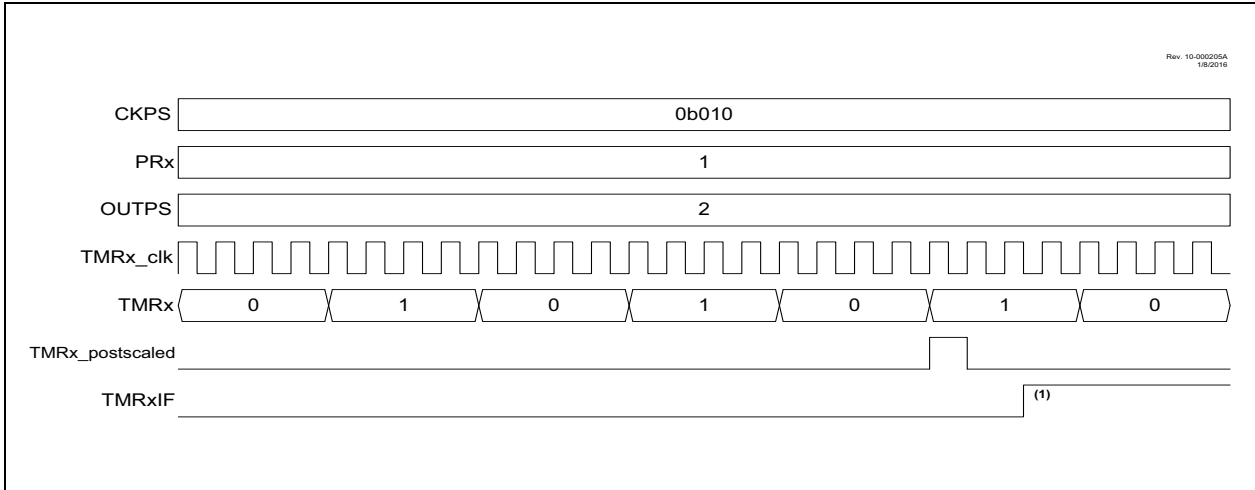 Rev. 10-000205A
1/8/2016
CKPS 0b010
PRx 1
OUTPS 2
TMRx_clk
TMRx 0 1 0 1 0 1 0
TMRx_postscaled
TMRxIF (1)